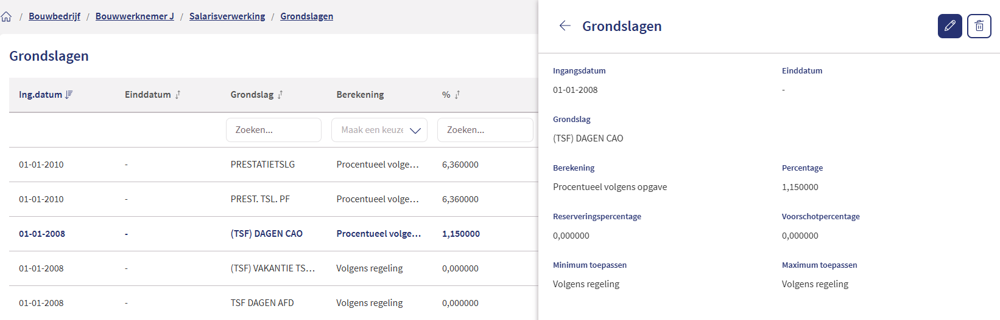 / Bouwbedrijf / Bouwwerknemer J / Salarisverwerking / Grondslagen
Grondslagen
Ing.datum Einddatum Grondslag Berekening %
Zoeken... Maak een keuze Zoeken...
01-01-2010 - PRESTATIETSLG Procentueel volge... 6,360000
01-01-2010 - PREST. TSL. PF Procentueel volge... 6,360000
01-01-2008 - (TSF) DAGEN CAO Procentueel volge... 1,150000
01-01-2008 - (TSF) VAKANTIE TS... Volgens regeling 0,000000
01-01-2008 - TSF DAGEN AFD Volgens regeling 0,000000
Grondslagen
Ingangsdatum Einddatum
01-01-2008 -
Grondslag
(TSF) DAGEN CAO
Berekening Percentage
Procentueel volgens opgave 1,150000
Reserveringspercentage Voorschotpercentage
0,000000 0,000000
Minimum toepassen Maximum toepassen
Volgens regeling Volgens regeling